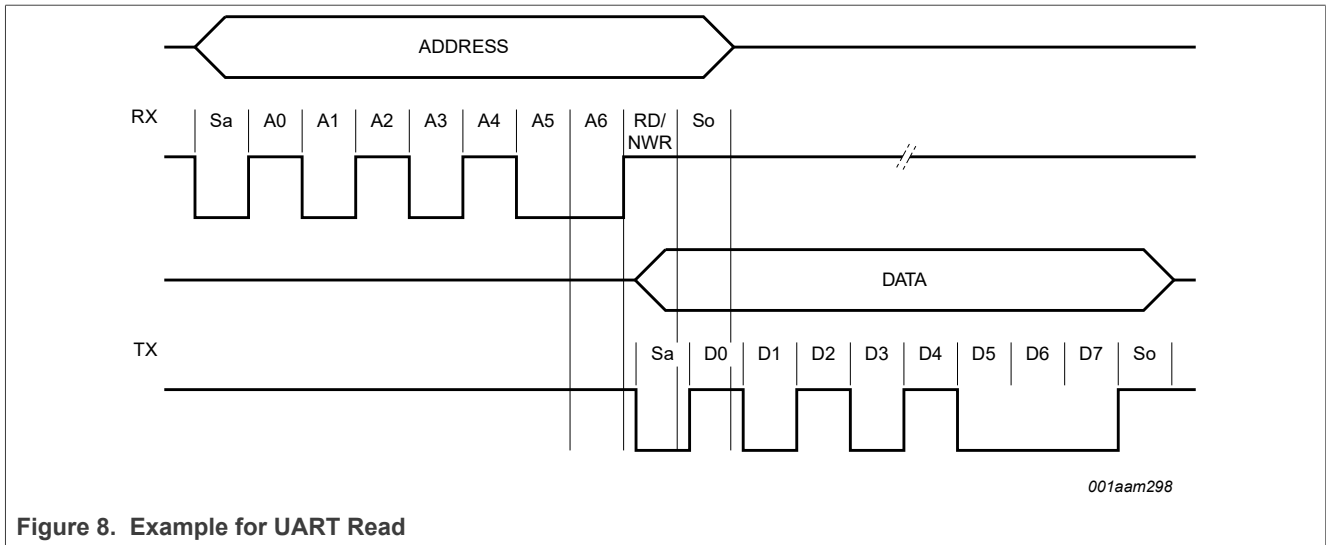 ADDRESS
RX Sa A0 A1 A2 A3 A4 A5 A6 RD/ So
NWR
DATA
TX Sa D0 D1 D2 D3 D4 D5 D6 D7 So
001aam298
Figure 8. Example for UART Read